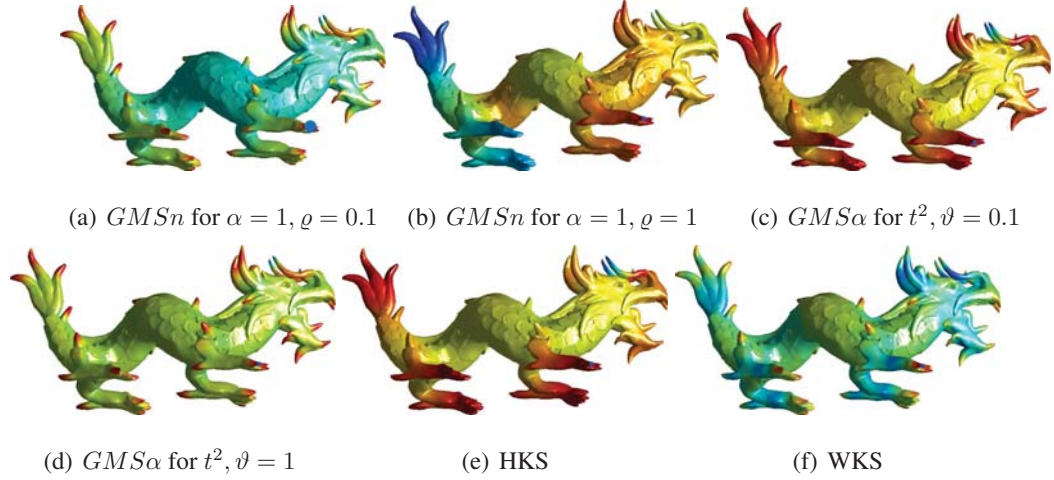 (a) GMSn for α = 1, ϱ = 0.1
(b) GMSn for α = 1, ϱ = 1
(c) GMSα for t², ϑ = 0.1
(d) GMSα for t², ϑ = 1
(e) HKS
(f) WKS